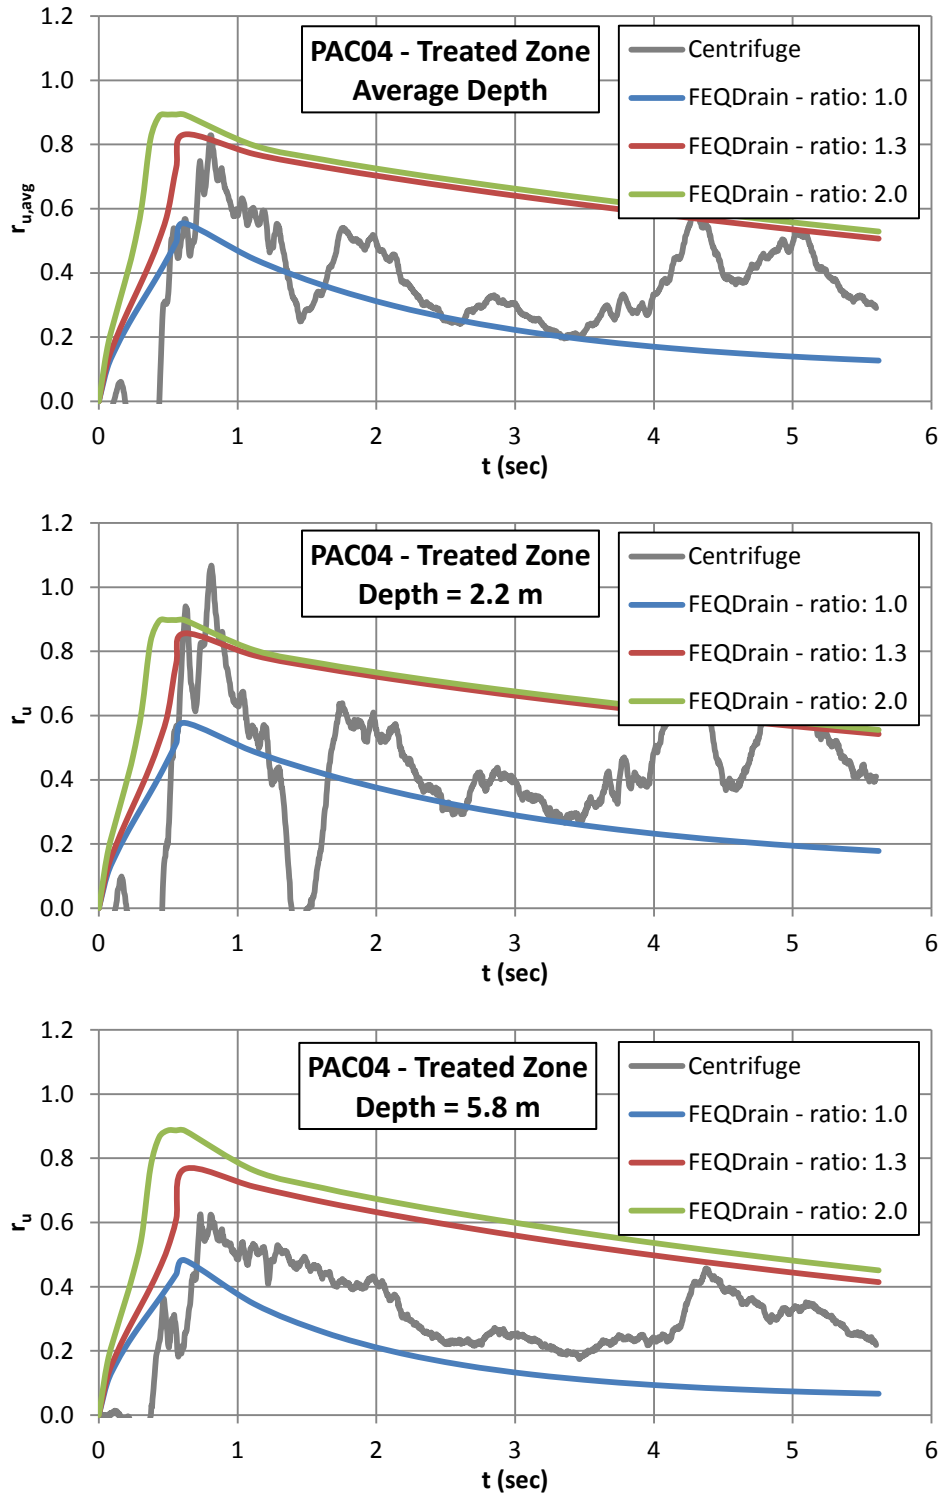 PAC04 - Treated Zone
Average Depth
Centrifuge
FEQDrain - ratio: 1.0
FEQDrain - ratio: 1.3
FEQDrain - ratio: 2.0
1.2
1.0
0.8
0.6
0.4
0.2
0.0
ru,avg
0 1 2 3 4 5 6
t (sec)
PAC04 - Treated Zone
Depth = 2.2 m
Centrifuge
FEQDrain - ratio: 1.0
FEQDrain - ratio: 1.3
FEQDrain - ratio: 2.0
1.2
1.0
0.8
0.6
0.4
0.2
0.0
ru
0 1 2 3 4 5 6
t (sec)
PAC04 - Treated Zone
Depth = 5.8 m
Centrifuge
FEQDrain - ratio: 1.0
FEQDrain - ratio: 1.3
FEQDrain - ratio: 2.0
1.2
1.0
0.8
0.6
0.4
0.2
0.0
ru
0 1 2 3 4 5 6
t (sec)